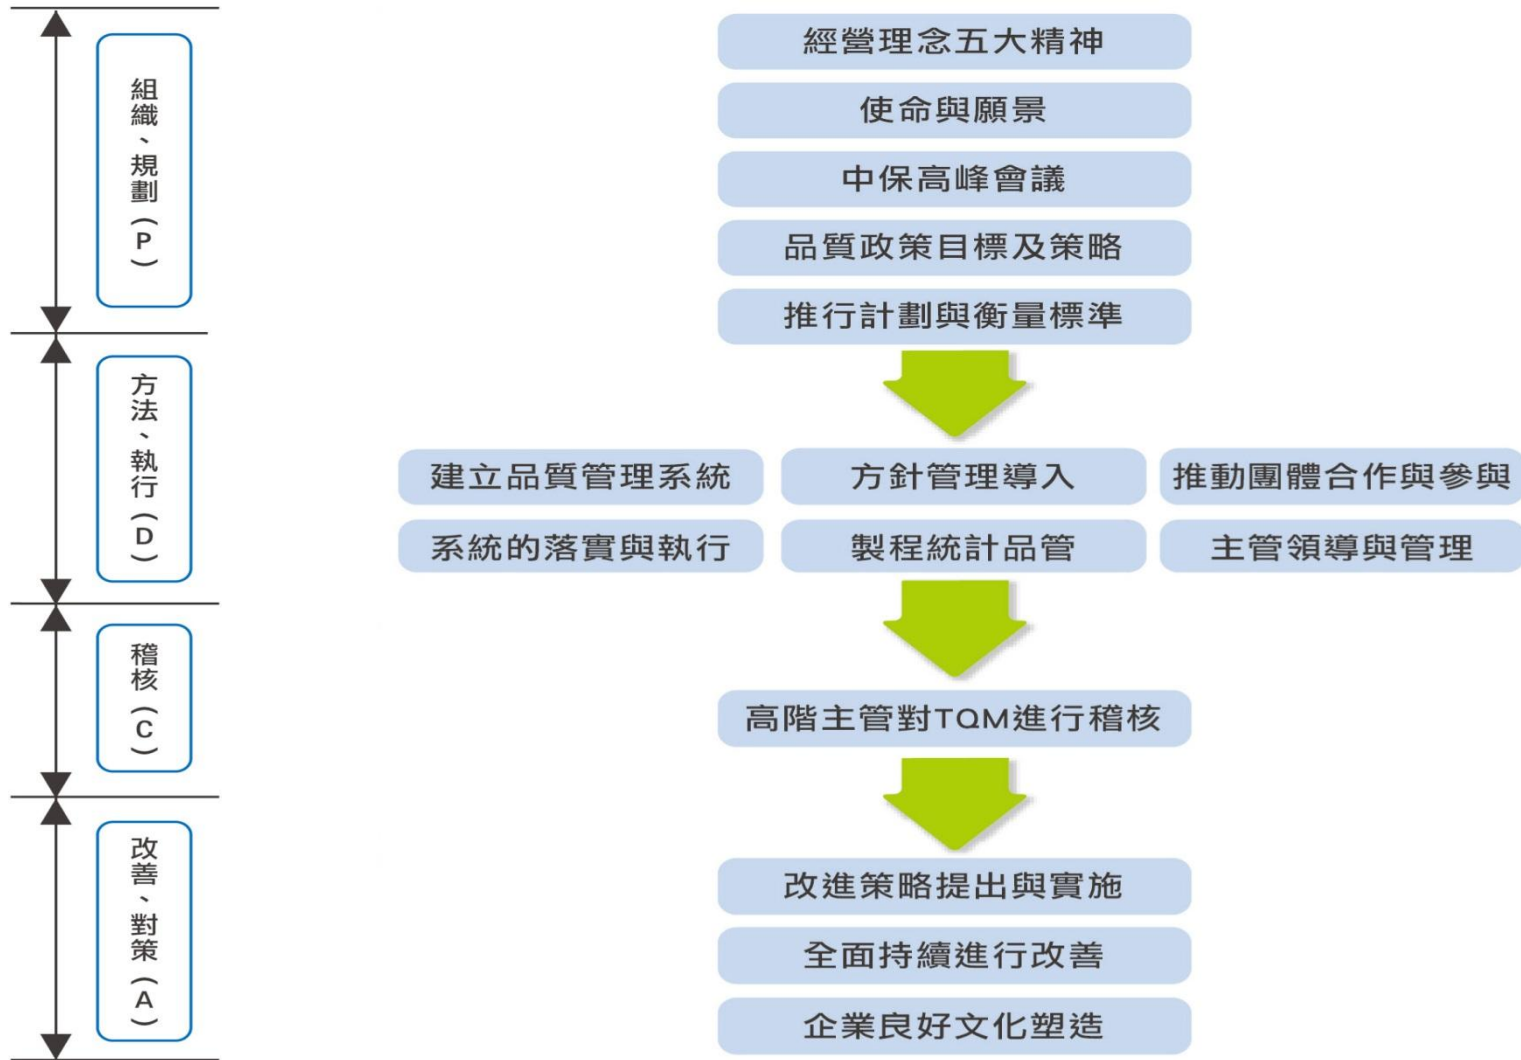 組織、規劃(P)
經營理念五大精神
使命與願景
中保高峰會議
品質政策目標及策略
推行計劃與衡量標準
方法、執行(D)
建立品質管理系統
方針管理導入
推動團體合作與參與
系統的落實與執行
製程統計品管
主管領導與管理
稽核(C)
高階主管對TQM進行稽核
改善、對策(A)
改進策略提出與實施
全面持續進行改善
企業良好文化塑造